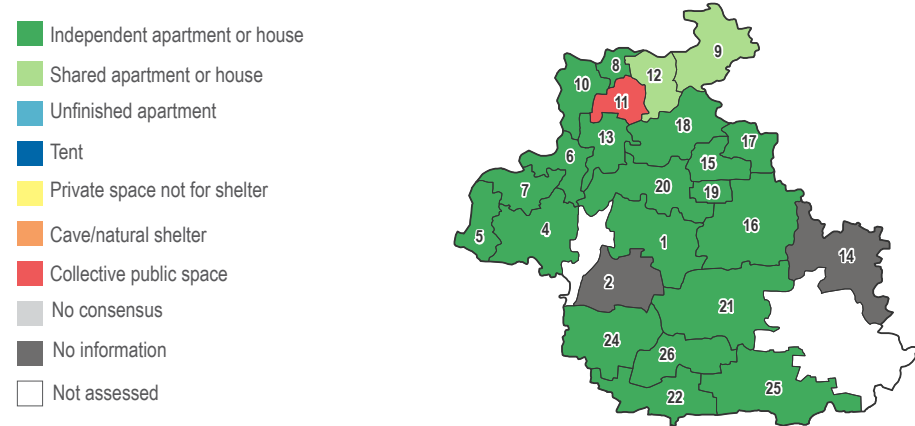 Independent apartment or house
Shared apartment or house
Unfinished apartment
Tent
Private space not for shelter
Cave/natural shelter
Collective public space
No consensus
No information
Not assessed
9
8
12
10
11
18
13
17
6
15
7
20
19
4
16
5
1
14
2
21
24
26
25
22